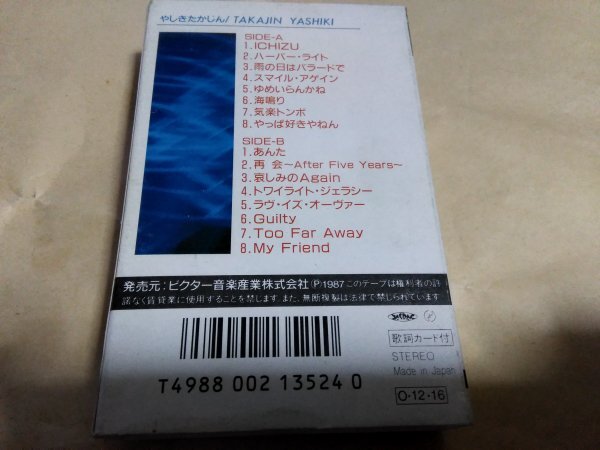 やしきたかじん/TAKAJIN YASHIKI
SIDE-A
1.ICHIZU
2.ハーバー・ライト
3.雨の日はバラードで
4.スマイル・アゲイン
5.ゆめいらんかね
6.海鳴り
7.気楽トンボ
8.やっぱ好きやねん
SIDE-B
1.あんた
2.再 会〜After Five Years〜
3.哀しみのAgain
4.トワイライト・ジェラシー
5.ラヴ・イズ・オーヴァー
6.Guilty
7.Too Far Away
8.My Friend
発売元:ビクター音楽産業株式会社 Ⓟ1987 このテープは権利者の許
諾なく賃貸業に使用することを禁じます また、無断複製は法律で禁じられています
歌詞カード付
STEREO
Made in Japan
T4988 002 13524 0
O・12・16